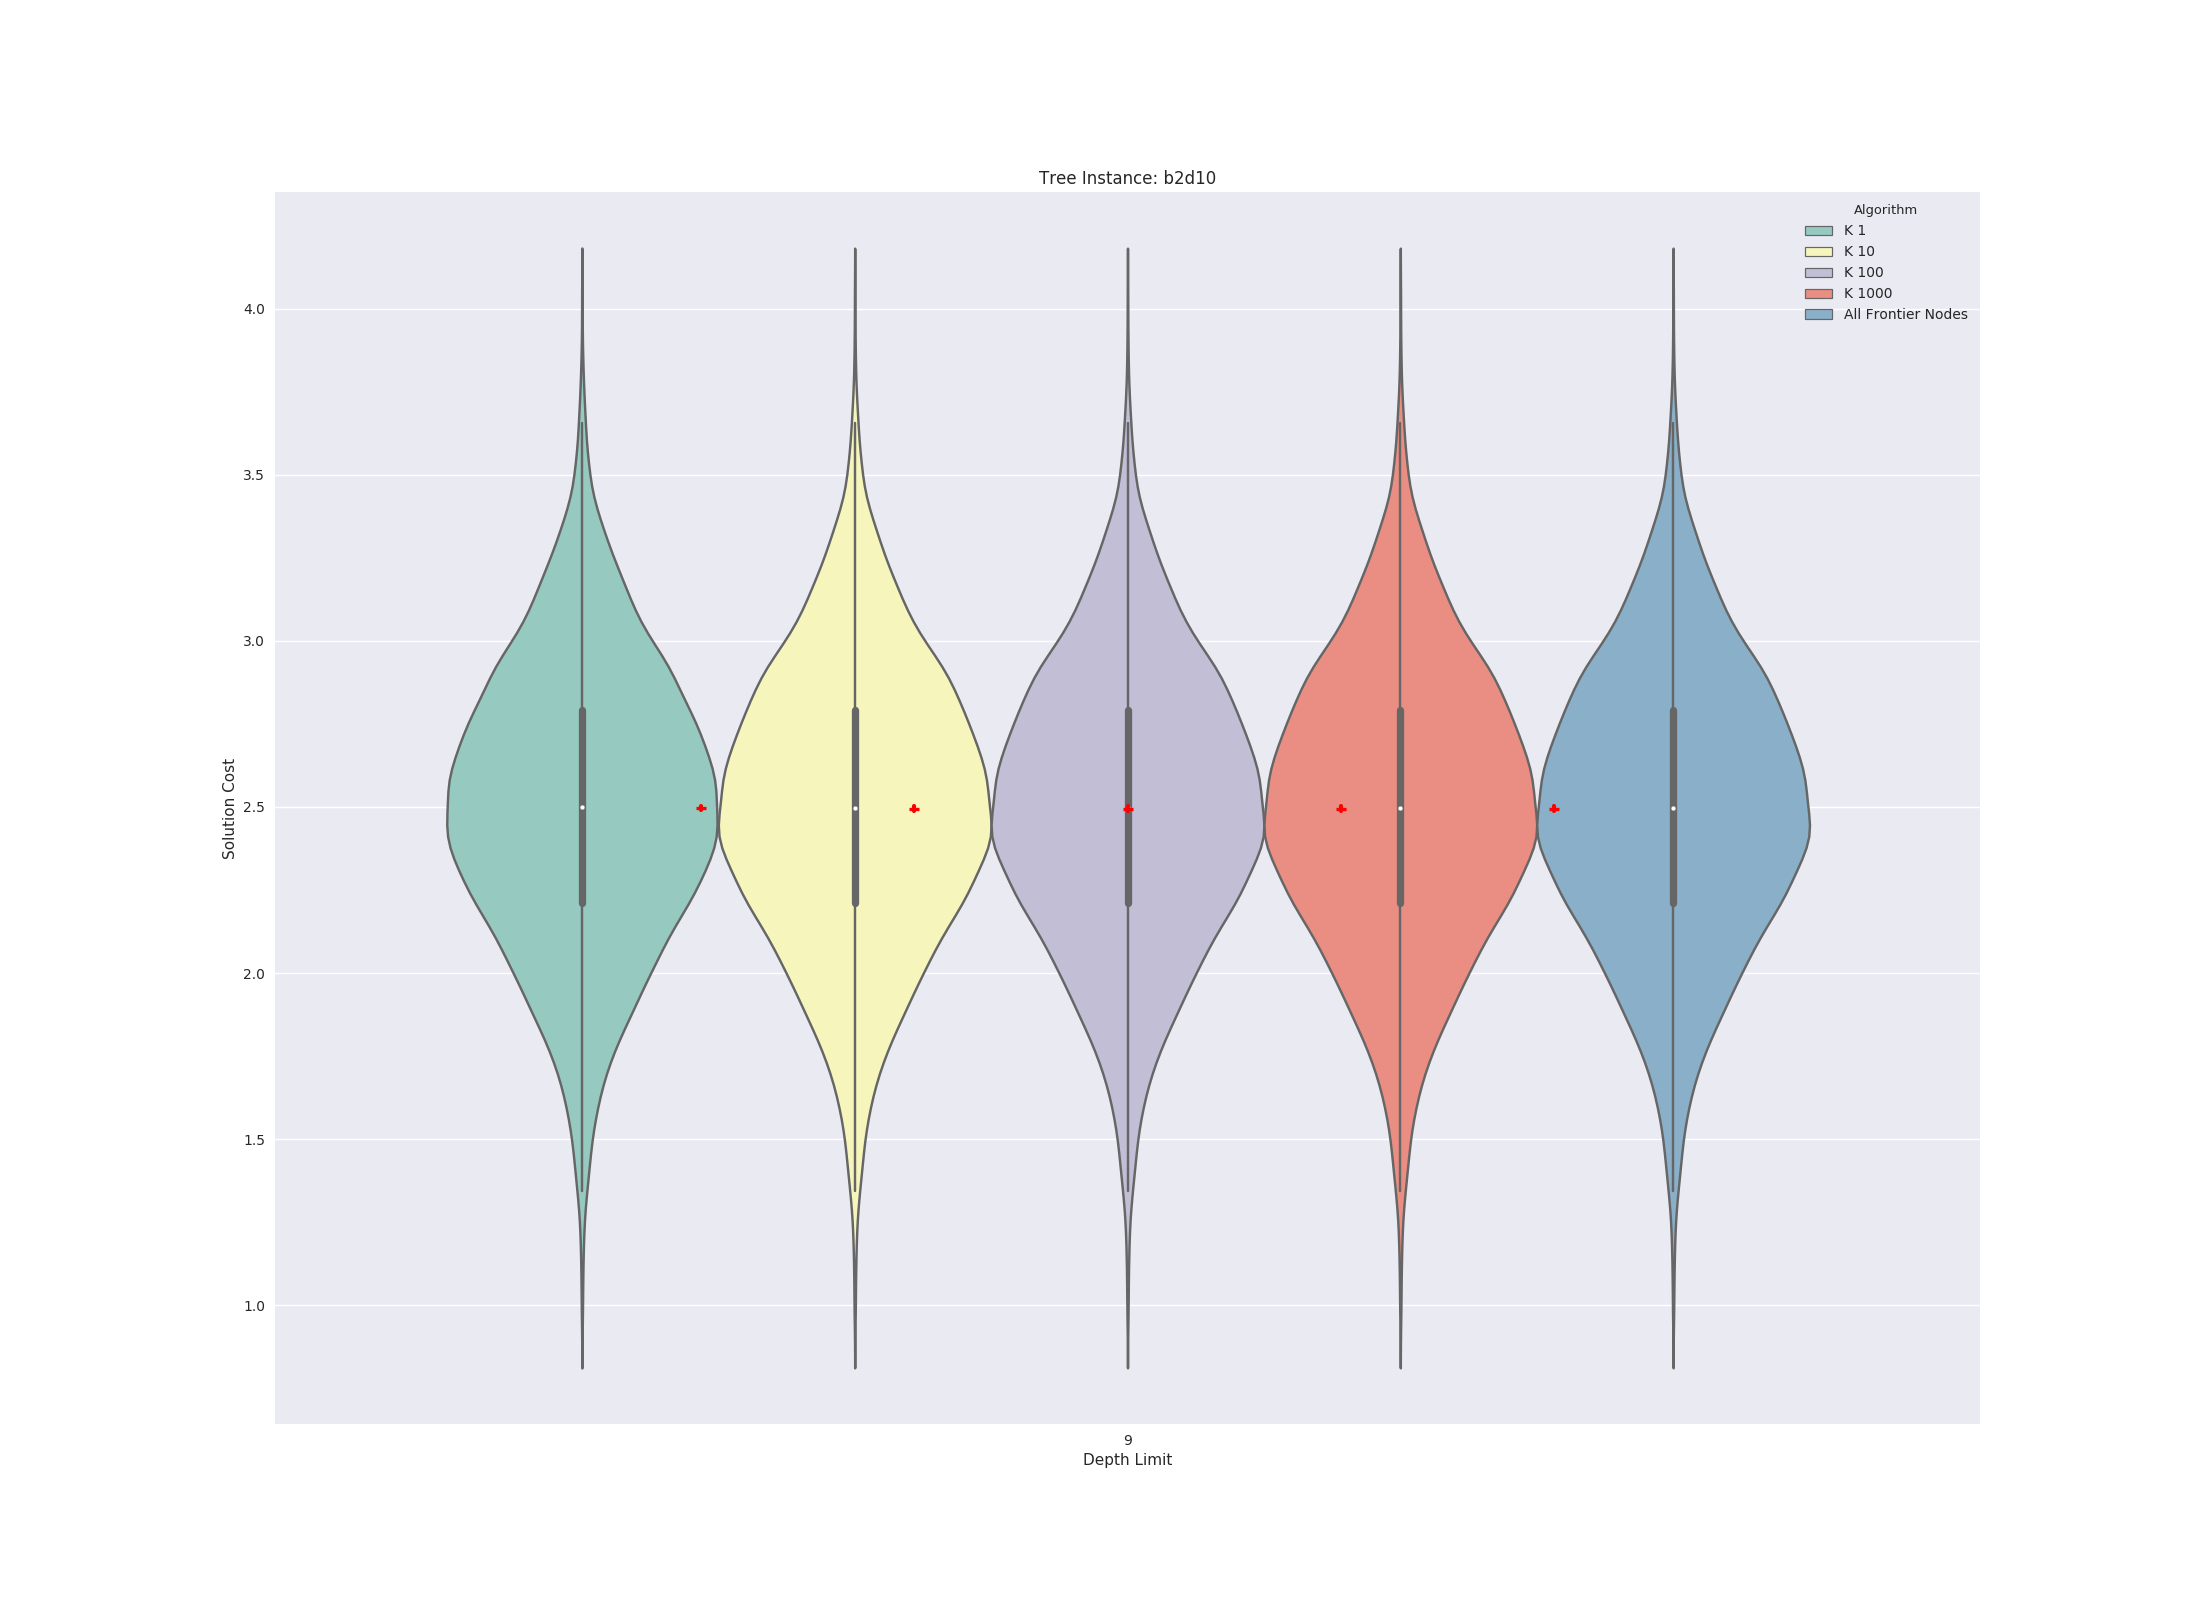 Tree Instance: b2d10
Algorithm
K 1
K 10
K 100
K 1000
All Frontier Nodes
4.0
3.5
3.0
2.5
2.0
1.5
1.0
Solution Cost
9
Depth Limit